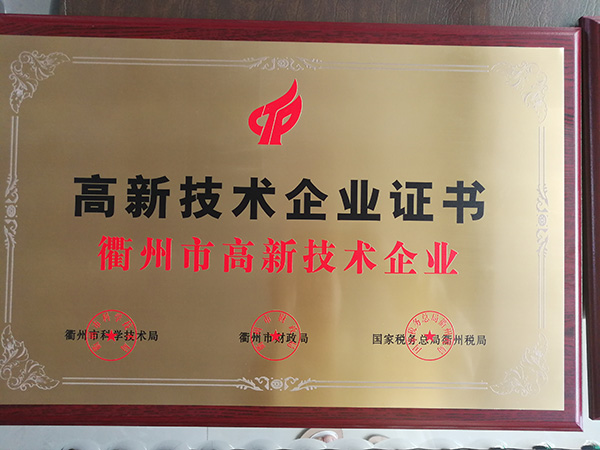 高新技术企业证书
衢州市高新技术企业
衢州市科学技术局
衢州市财政局
国家税务总局衢州税局